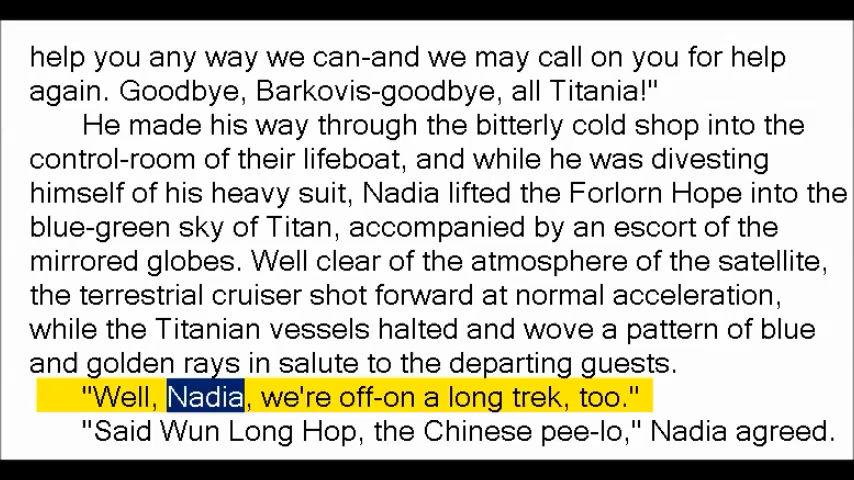 help you any way we can-and we may call on you for help
again. Goodbye, Barkovis-goodbye, all Titania!"
He made his way through the bitterly cold shop into the
control-room of their lifeboat, and while he was divesting
himself of his heavy suit, Nadia lifted the Forlorn Hope into the
blue-green sky of Titan, accompanied by an escort of the
mirrored globes. Well clear of the atmosphere of the satellite,
the terrestrial cruiser shot forward at normal acceleration,
while the Titanian vessels halted and wove a pattern of blue
and golden rays in salute to the departing guests.
"Well, Nadia, we're off-on a long trek, too."
"Said Wun Long Hop, the Chinese pee-lo," Nadia agreed.